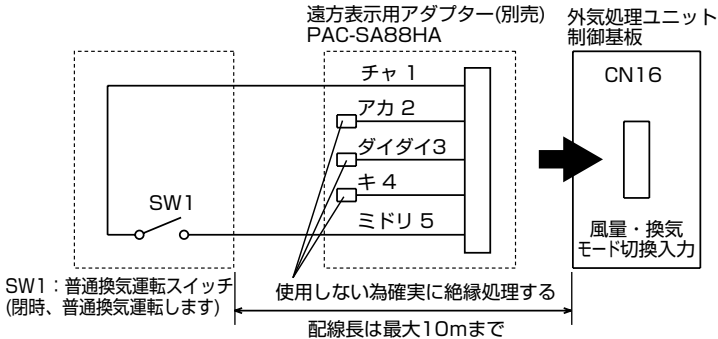 遠方表示用アダプター(別売)
PAC-SA88HA
外気処理ユニット
制御基板
チャ 1
アカ 2
ダイダイ3
キ 4
ミドリ 5
SW1
CN16
風量・換気
モード切換入力
SW1：普通換気運転スイッチ
(閉時、普通換気運転します)
使用しない為確実に絶縁処理する
配線長は最大10mまで